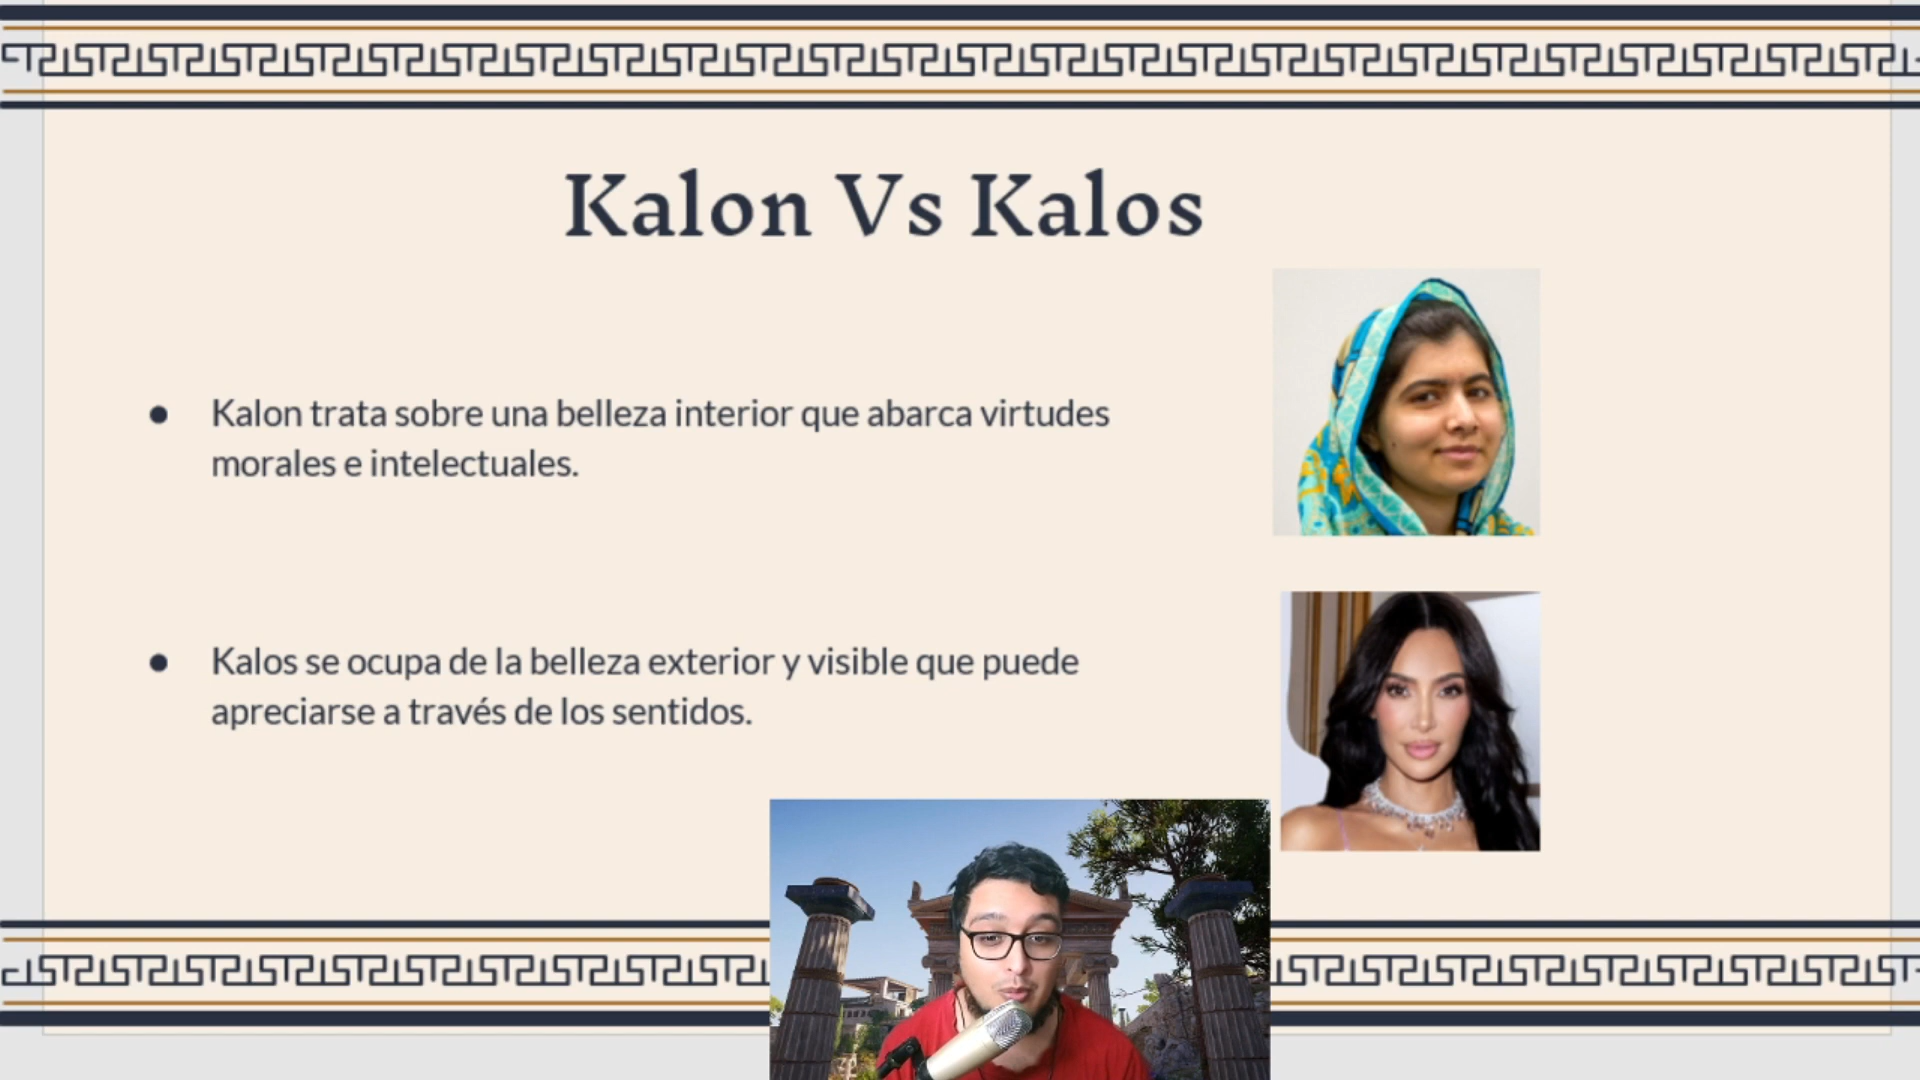 Kalon Vs Kalos
● Kalon trata sobre una belleza interior que abarca virtudes
morales e intelectuales.
● Kalos se ocupa de la belleza exterior y visible que puede
apreciarse a través de los sentidos.